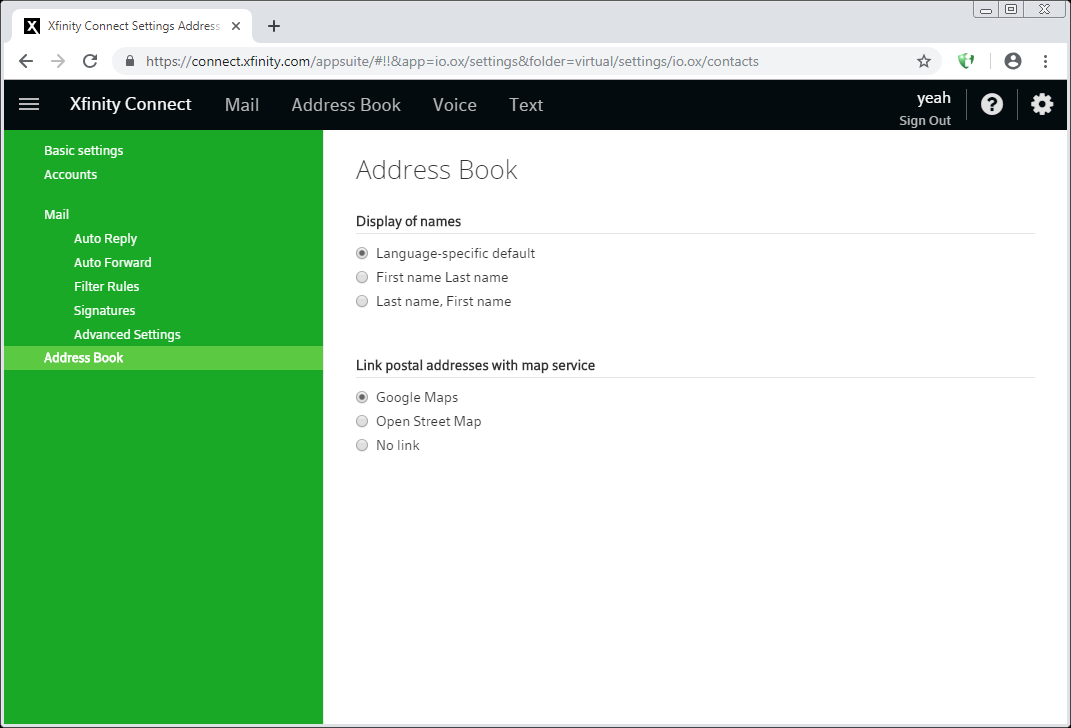 X Xfinity Connect Settings Address
https://connect.xfinity.com/appsuite/#!!&app=io.ox/settings&folder=virtual/settings/io.ox/contacts
Xfinity Connect Mail Address Book Voice Text yeah ?
Sign Out
Basic settings
Accounts
Mail
Auto Reply
Auto Forward
Filter Rules
Signatures
Advanced Settings
Address Book
Address Book
Display of names
Language-specific default
First name Last name
Last name, First name
Link postal addresses with map service
Google Maps
Open Street Map
No link